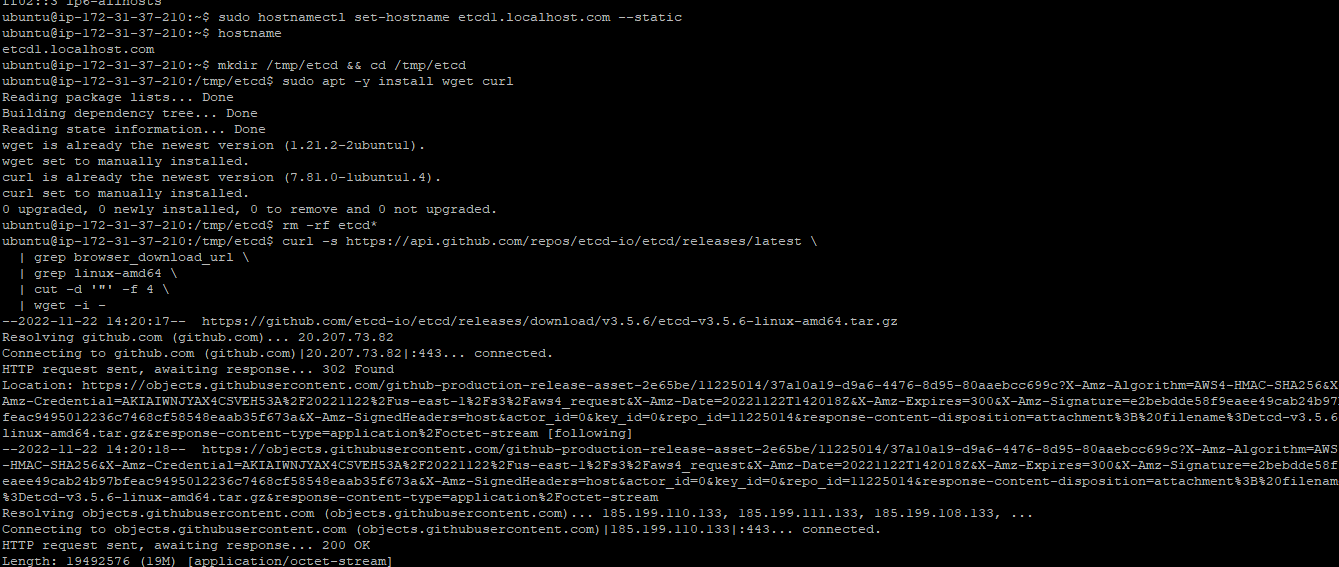 ff02::3 ip6-allhosts
ubuntu@ip-172-31-37-210:~$ sudo hostnamectl set-hostname etcd1.localhost.com --static
ubuntu@ip-172-31-37-210:~$ hostname
etcd1.localhost.com
ubuntu@ip-172-31-37-210:~$ mkdir /tmp/etcd && cd /tmp/etcd
ubuntu@ip-172-31-37-210:/tmp/etcd$ sudo apt -y install wget curl
Reading package lists... Done
Building dependency tree... Done
Reading state information... Done
wget is already the newest version (1.21.2-2ubuntu1).
wget set to manually installed.
curl is already the newest version (7.81.0-1ubuntu1.4).
curl set to manually installed.
0 upgraded, 0 newly installed, 0 to remove and 0 not upgraded.
ubuntu@ip-172-31-37-210:/tmp/etcd$ rm -rf etcd*
ubuntu@ip-172-31-37-210:/tmp/etcd$ curl -s https://api.github.com/repos/etcd-io/etcd/releases/latest \
  | grep browser_download_url \
  | grep linux-amd64 \
  | cut -d '"' -f 4 \
  | wget -i -
--2022-11-22 14:20:17--  https://github.com/etcd-io/etcd/releases/download/v3.5.6/etcd-v3.5.6-linux-amd64.tar.gz
Resolving github.com (github.com)... 20.207.73.82
Connecting to github.com (github.com)|20.207.73.82|:443... connected.
HTTP request sent, awaiting response... 302 Found
Location: https://objects.githubusercontent.com/github-production-release-asset-2e65be/11225014/37a10a19-d9a6-4476-8d95-80aaebcc699c?X-Amz-Algorithm=AWS4-HMAC-SHA256&X
Amz-Credential=AKIAIWNJYAX4CSVEH53A%2F20221122%2Fus-east-1%2Fs3%2Faws4_request&X-Amz-Date=20221122T142018Z&X-Amz-Expires=300&X-Amz-Signature=e2bebdde58f9eaee49cab24b97
feac9495012236c7468cf58548eaab35f673a&X-Amz-SignedHeaders=host&actor_id=0&key_id=0&repo_id=11225014&response-content-disposition=attachment%3B%20filename%3Detcd-v3.5.6
linux-amd64.tar.gz&response-content-type=application%2Foctet-stream [following]
--2022-11-22 14:20:18--  https://objects.githubusercontent.com/github-production-release-asset-2e65be/11225014/37a10a19-d9a6-4476-8d95-80aaebcc699c?X-Amz-Algorithm=AWS
-HMAC-SHA256&X-Amz-Credential=AKIAIWNJYAX4CSVEH53A%2F20221122%2Fus-east-1%2Fs3%2Faws4_request&X-Amz-Date=20221122T142018Z&X-Amz-Expires=300&X-Amz-Signature=e2bebdde58f
eaee49cab24b97bfeac9495012236c7468cf58548eaab35f673a&X-Amz-SignedHeaders=host&actor_id=0&key_id=0&repo_id=11225014&response-content-disposition=attachment%3B%20filenam
%3Detcd-v3.5.6-linux-amd64.tar.gz&response-content-type=application%2Foctet-stream
Resolving objects.githubusercontent.com (objects.githubusercontent.com)... 185.199.110.133, 185.199.111.133, 185.199.108.133, ...
Connecting to objects.githubusercontent.com (objects.githubusercontent.com)|185.199.110.133|:443... connected.
HTTP request sent, awaiting response... 200 OK
Length: 19492576 (19M) [application/octet-stream]